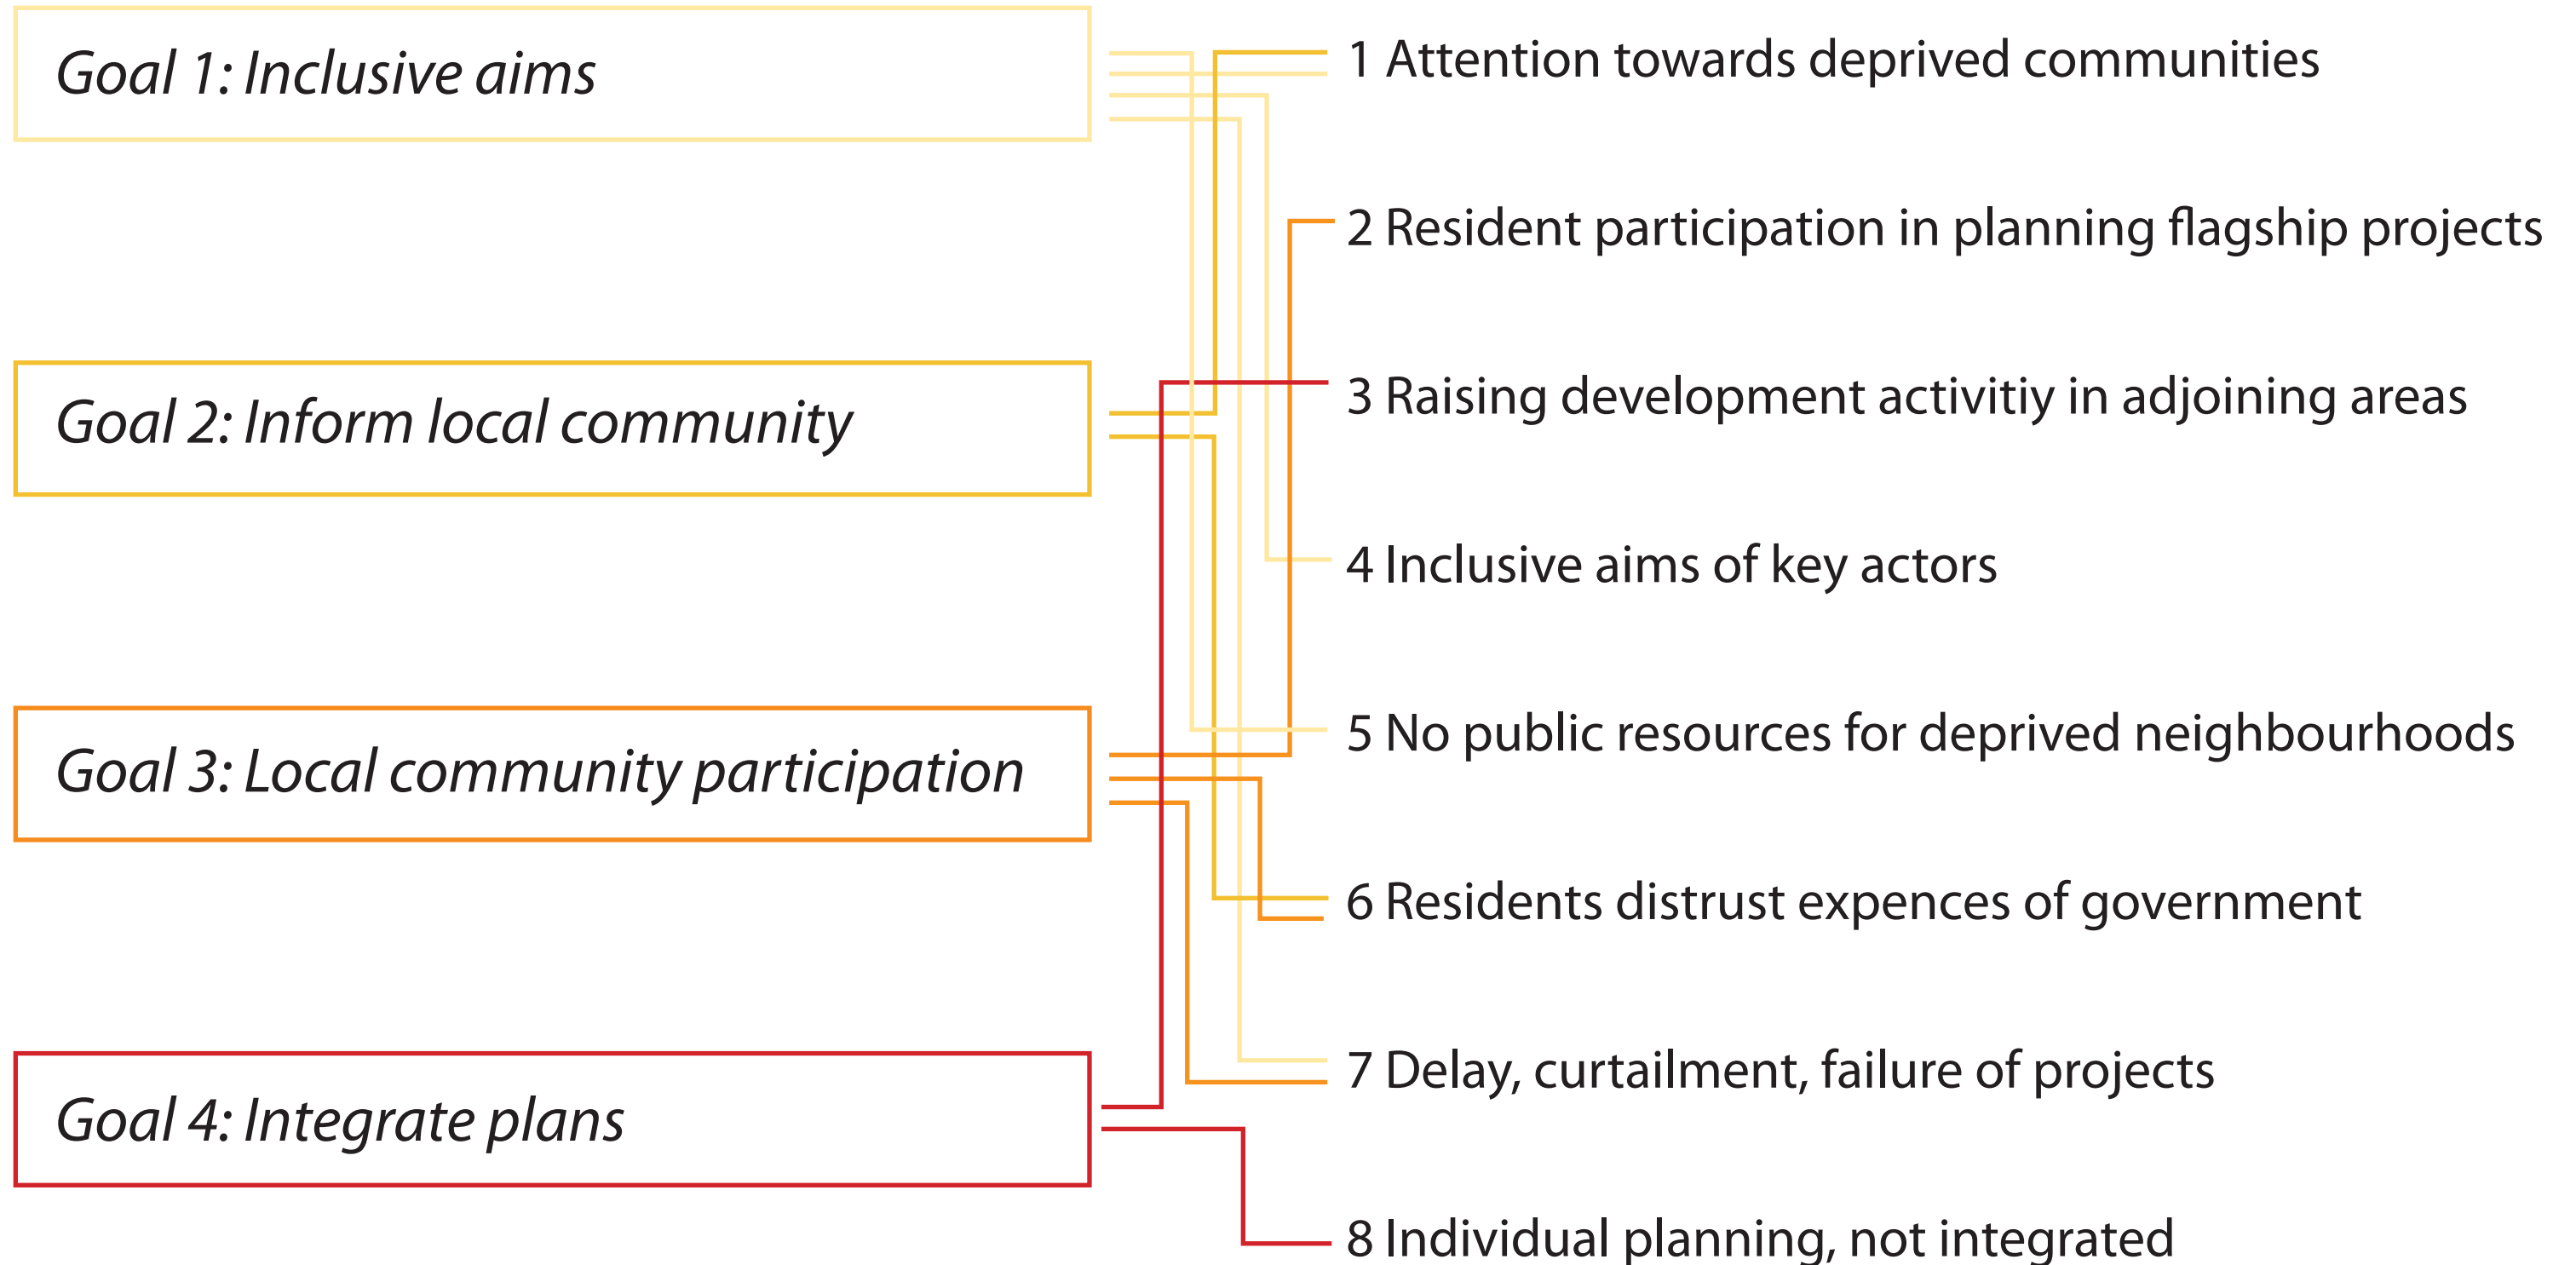 Goal 1: Inclusive aims
Goal 2: Inform local community
Goal 3: Local community participation
Goal 4: Integrate plans
1 Attention towards deprived communities
2 Resident participation in planning flagship projects
3 Raising development activitiy in adjoining areas
4 Inclusive aims of key actors
5 No public resources for deprived neighbourhoods
6 Residents distrust expences of government
7 Delay, curtailment, failure of projects
8 Individual planning, not integrated